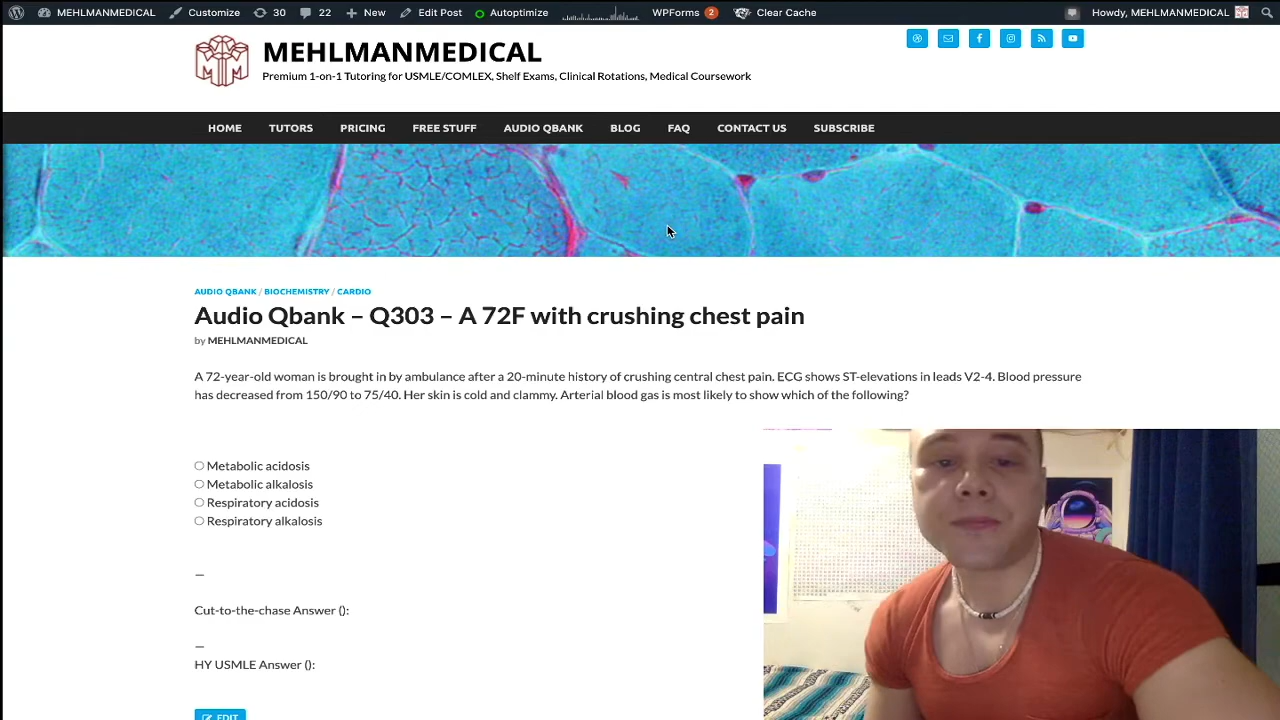 MEHLMANMEDICAL Customize 30 22 New Edit Post Autoptimize WPForms 2 Clear Cache Howdy, MEHLMANMEDICAL
MEHLMANMEDICAL
Premium 1-on-1 Tutoring for USMLE/COMLEX, Shelf Exams, Clinical Rotations, Medical Coursework
HOME TUTORS PRICING FREE STUFF AUDIO QBANK BLOG FAQ CONTACT US SUBSCRIBE
AUDIO QBANK / BIOCHEMISTRY / CARDIO
Audio Qbank – Q303 – A 72F with crushing chest pain
by MEHLMANMEDICAL
A 72-year-old woman is brought in by ambulance after a 20-minute history of crushing central chest pain. ECG shows ST-elevations in leads V2-4. Blood pressure
has decreased from 150/90 to 75/40. Her skin is cold and clammy. Arterial blood gas is most likely to show which of the following?
Metabolic acidosis
Metabolic alkalosis
Respiratory acidosis
Respiratory alkalosis
—
Cut-to-the-chase Answer ():
—
HY USMLE Answer ():
EDIT